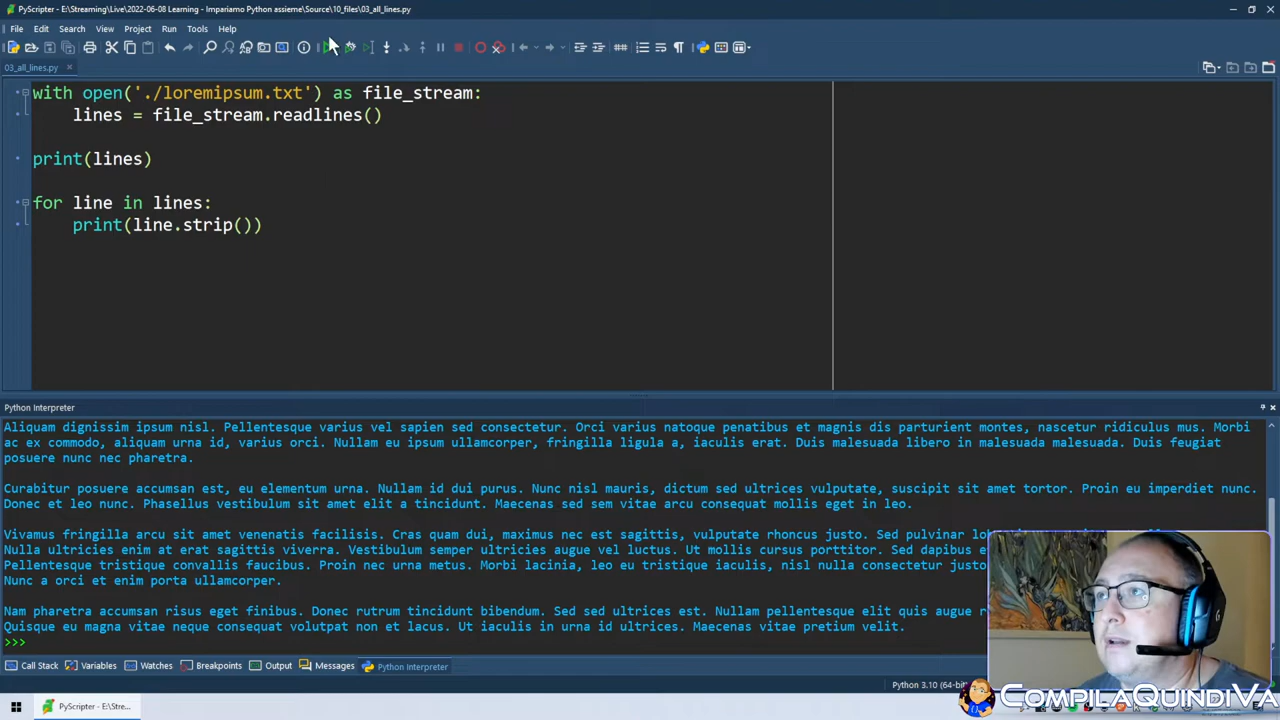 PyScripter - E:\Streaming\Live\2022-06-08 Learning - Impariamo Python assieme\Source\10_files\03_all_lines.py
File Edit Search View Project Run Tools Help
03_all_lines.py
with open('./loremipsum.txt') as file_stream:
    lines = file_stream.readlines()
print(lines)
for line in lines:
    print(line.strip())
Python Interpreter
Aliquam dignissim ipsum nisl. Pellentesque varius vel sapien sed consectetur. Orci varius natoque penatibus et magnis dis parturient montes, nascetur ridiculus mus. Morbi
ac ex commodo, aliquam urna id, varius orci. Nullam eu ipsum ullamcorper, fringilla ligula a, iaculis erat. Duis malesuada libero in malesuada malesuada. Duis feugiat
posuere nunc nec pharetra.
Curabitur posuere accumsan est, eu elementum urna. Nullam id dui purus. Nunc nisl mauris, dictum sed ultrices vulputate, suscipit sit amet tortor. Proin eu imperdiet nunc.
Donec et leo nunc. Phasellus vestibulum sit amet elit a tincidunt. Maecenas sed sem vitae arcu consequat mollis eget in leo.
Vivamus fringilla arcu sit amet venenatis facilisis. Cras quam dui, maximus nec est sagittis, vulputate rhoncus justo. Sed pulvinar
Nulla ultricies enim at erat sagittis viverra. Vestibulum semper ultricies augue vel luctus. Ut mollis cursus porttitor. Sed dapibus
Pellentesque tristique convallis faucibus. Proin nec urna metus. Morbi lacinia, leo eu tristique iaculis, nisl nulla consectetur justo
Nunc a orci et enim porta ullamcorper.
Nam pharetra accumsan risus eget finibus. Donec rutrum tincidunt bibendum. Sed sed ultrices est. Nullam pellentesque elit quis augue
Quisque eu magna vitae neque consequat volutpat non et lacus. Ut iaculis in urna id ultrices. Maecenas vitae pretium velit.
>>>
Call Stack Variables Watches Breakpoints Output Messages Python Interpreter
Python 3.10 (64-bit)
COMPILAQUINDIVA
PyScripter - E:\Stre...